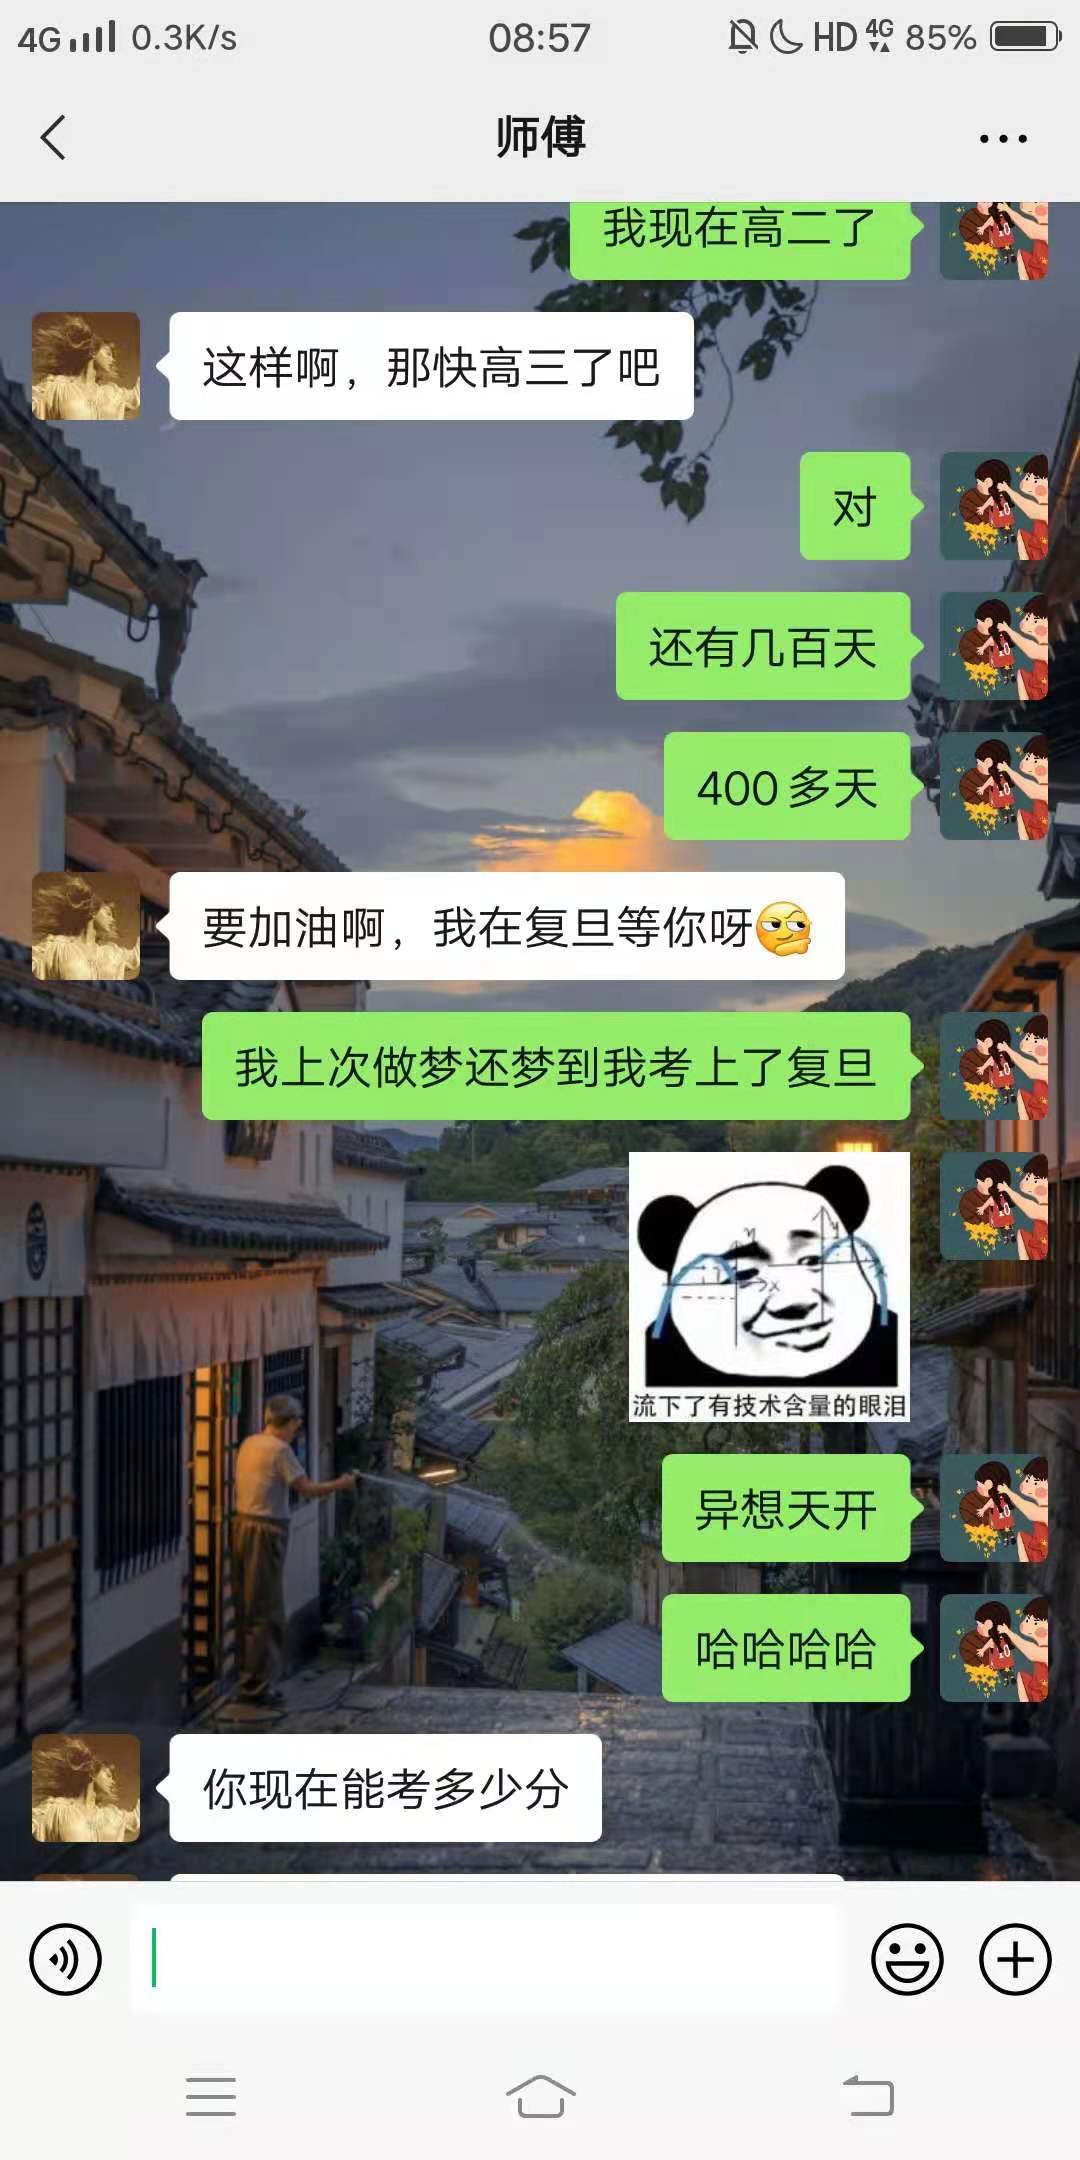 4G 0.3K/s 08:57 HD 4G 85%
师傅
我现在高二了
这样啊，那快高三了吧
对
还有几百天
400多天
要加油啊，我在复旦等你呀
我上次做梦还梦到我考上了复旦
y
y
x
流下了有技术含量的眼泪
异想天开
哈哈哈哈
你现在能考多少分